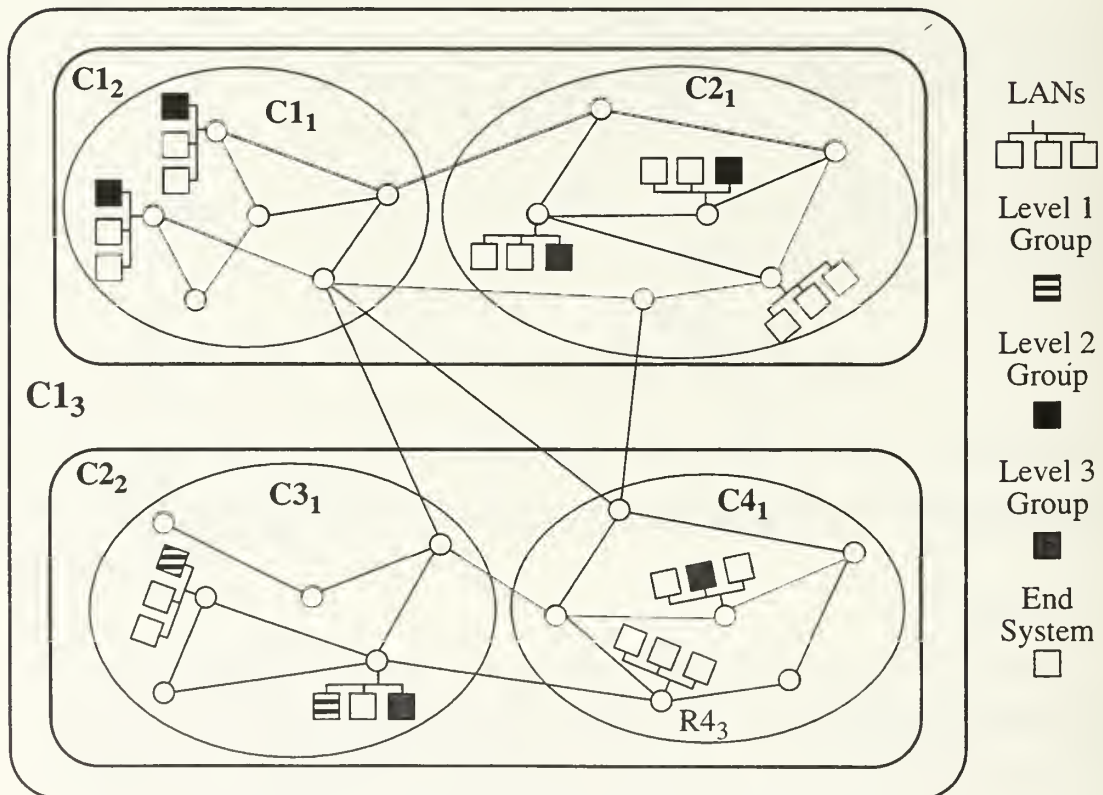 C1₂
C1₁
C2₁
C1₃
C2₂
C3₁
C4₁
R4₃
LANs
Level 1
Group
Level 2
Group
Level 3
Group
End
System